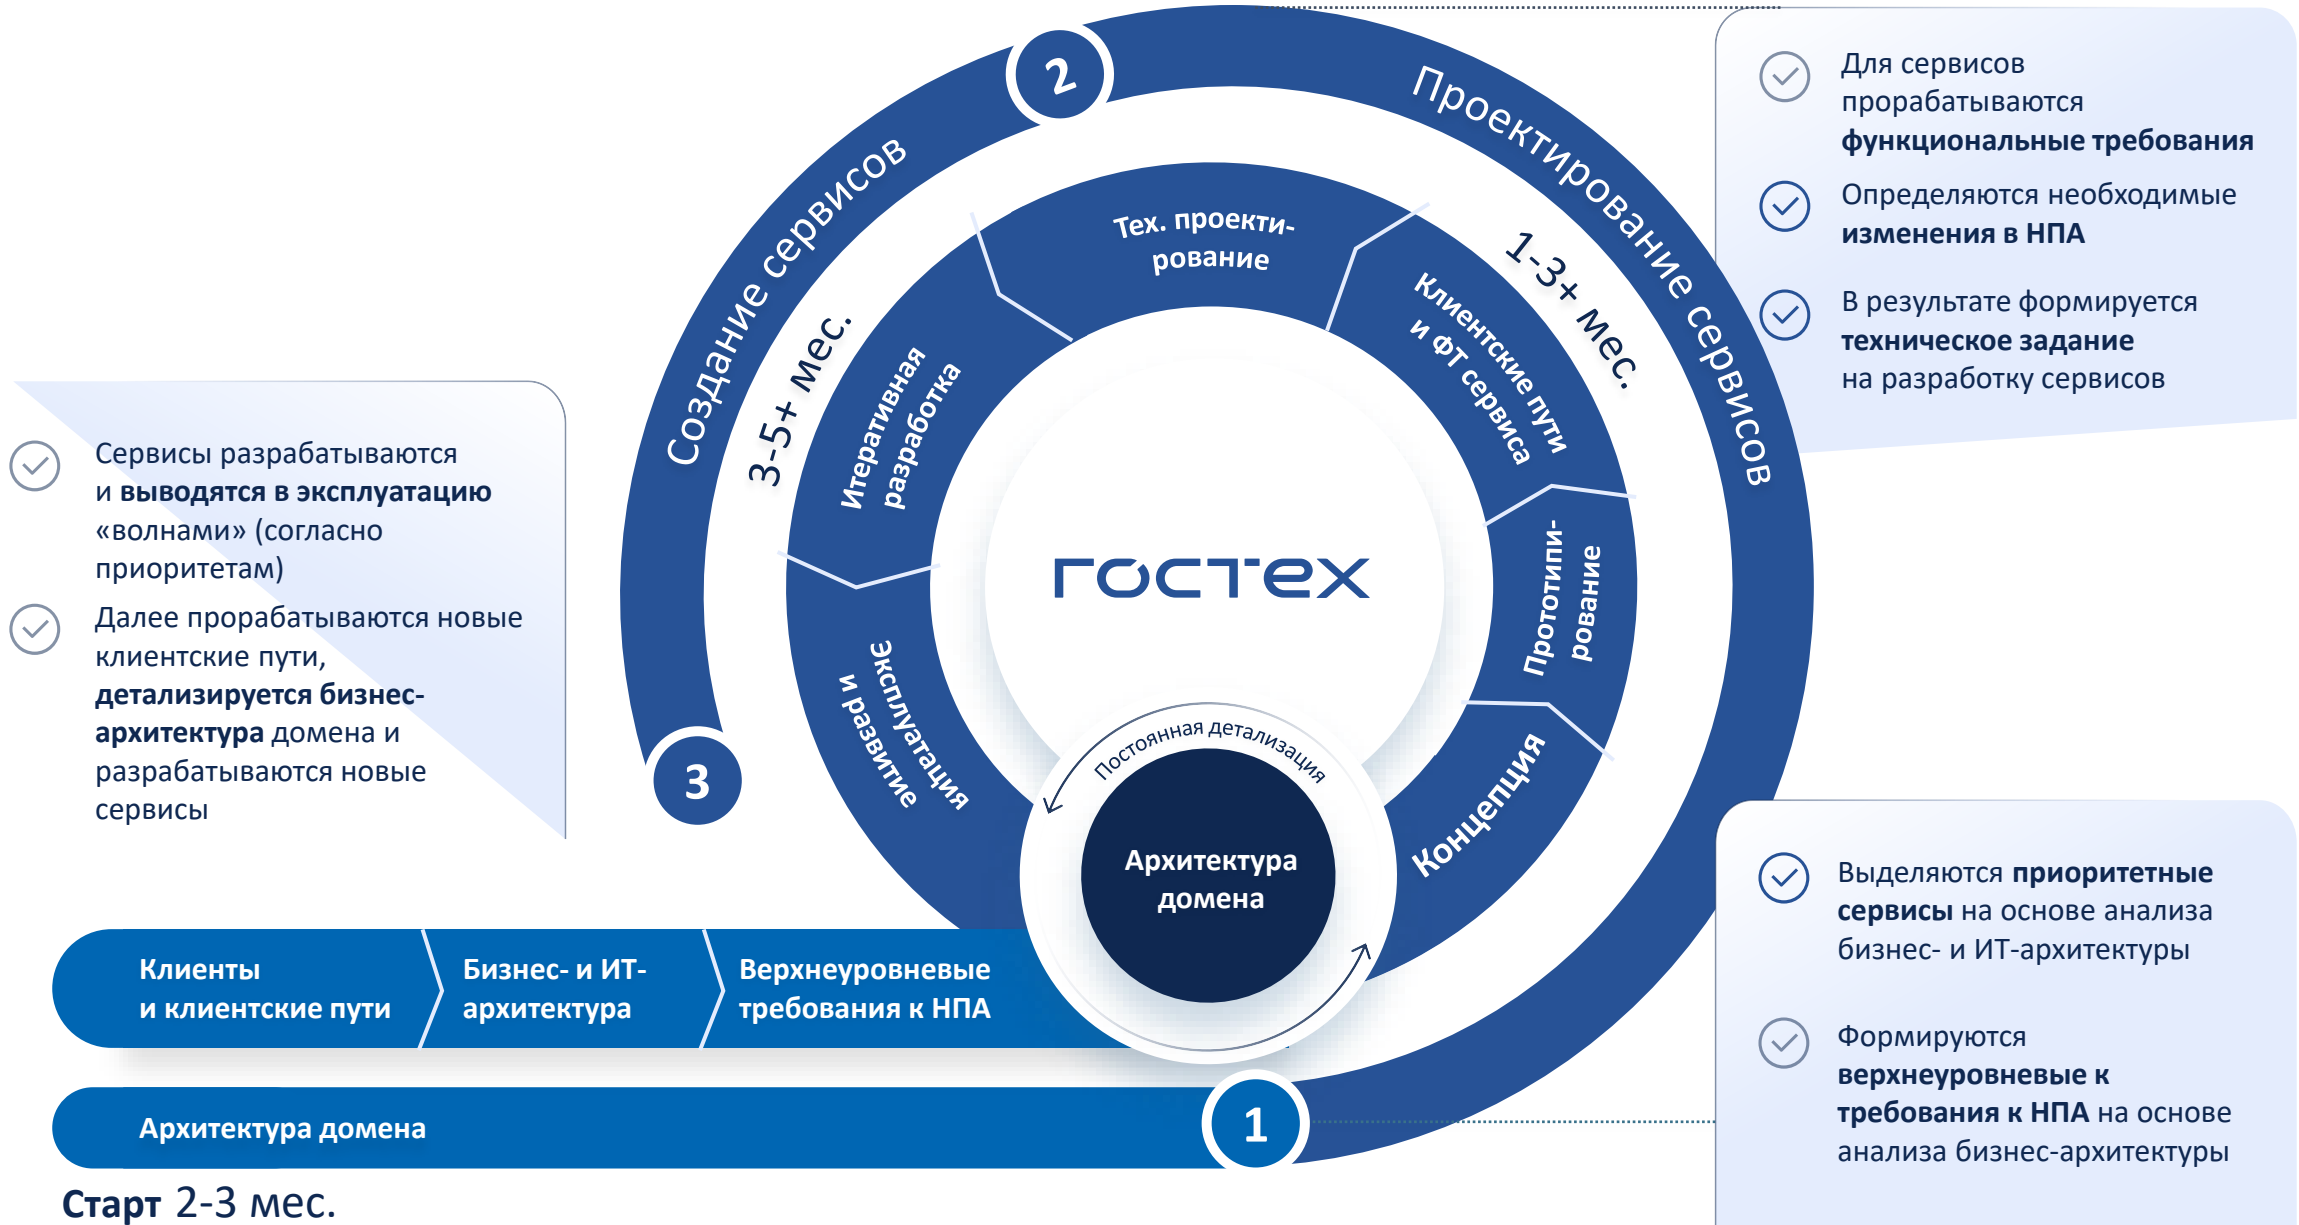 2
Проектирование сервисов
1-3+ мес.
Для сервисов
прорабатываются
функциональные требования
Определяются необходимые
изменения в НПА
В результате формируется
техническое задание
на разработку сервисов
Создание сервисов
3-5+ мес.
Тех. проекти-
рование
Клиентские пути
и ФТ сервиса
Итеративная
разработка
Прототипи-
рование
гостех
Эксплуатация
и развитие
Концепция
Сервисы разрабатываются
и выводятся в эксплуатацию
«волнами» (согласно
приоритетам)
Далее прорабатываются новые
клиентские пути,
детализируется бизнес-
архитектура домена и
разрабатываются новые
сервисы
3
Постоянная детализация
Архитектура
домена
Клиенты
и клиентские пути
Бизнес- и ИТ-
архитектура
Верхнеуровневые
требования к НПА
Выделяются приоритетные
сервисы на основе анализа
бизнес- и ИТ-архитектуры
Формируются
верхнеуровневые к
требования к НПА на основе
анализа бизнес-архитектуры
Архитектура домена
1
Старт 2-3 мес.